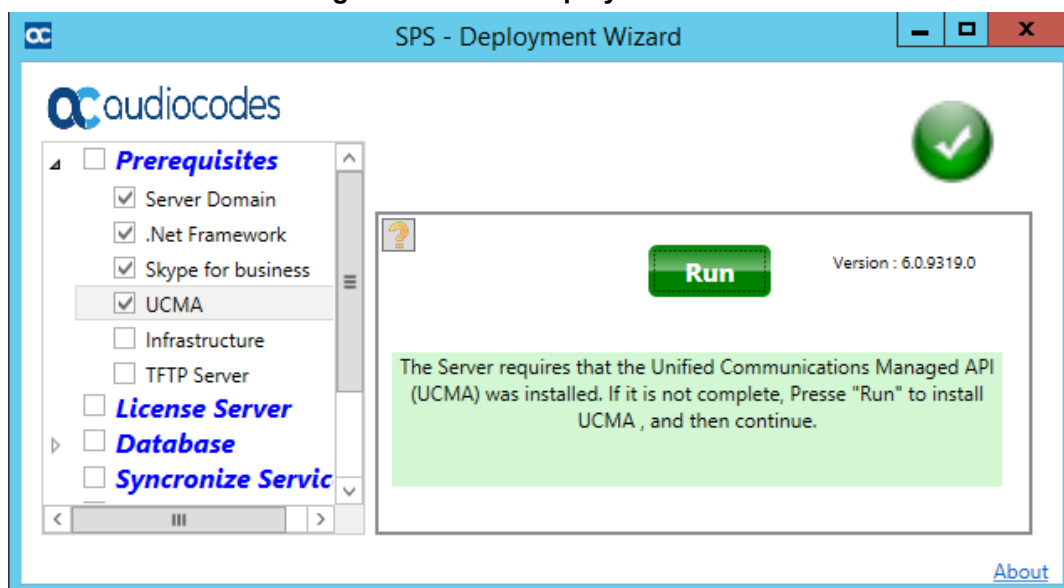 SPS - Deployment Wizard
audiocodes
Prerequisites
Server Domain
.Net Framework
Skype for business
UCMA
Infrastructure
TFTP Server
License Server
Database
Syncronize Servic
Run
Version : 6.0.9319.0
The Server requires that the Unified Communications Managed API
(UCMA) was installed. If it is not complete, Presse "Run" to install
UCMA , and then continue.
About